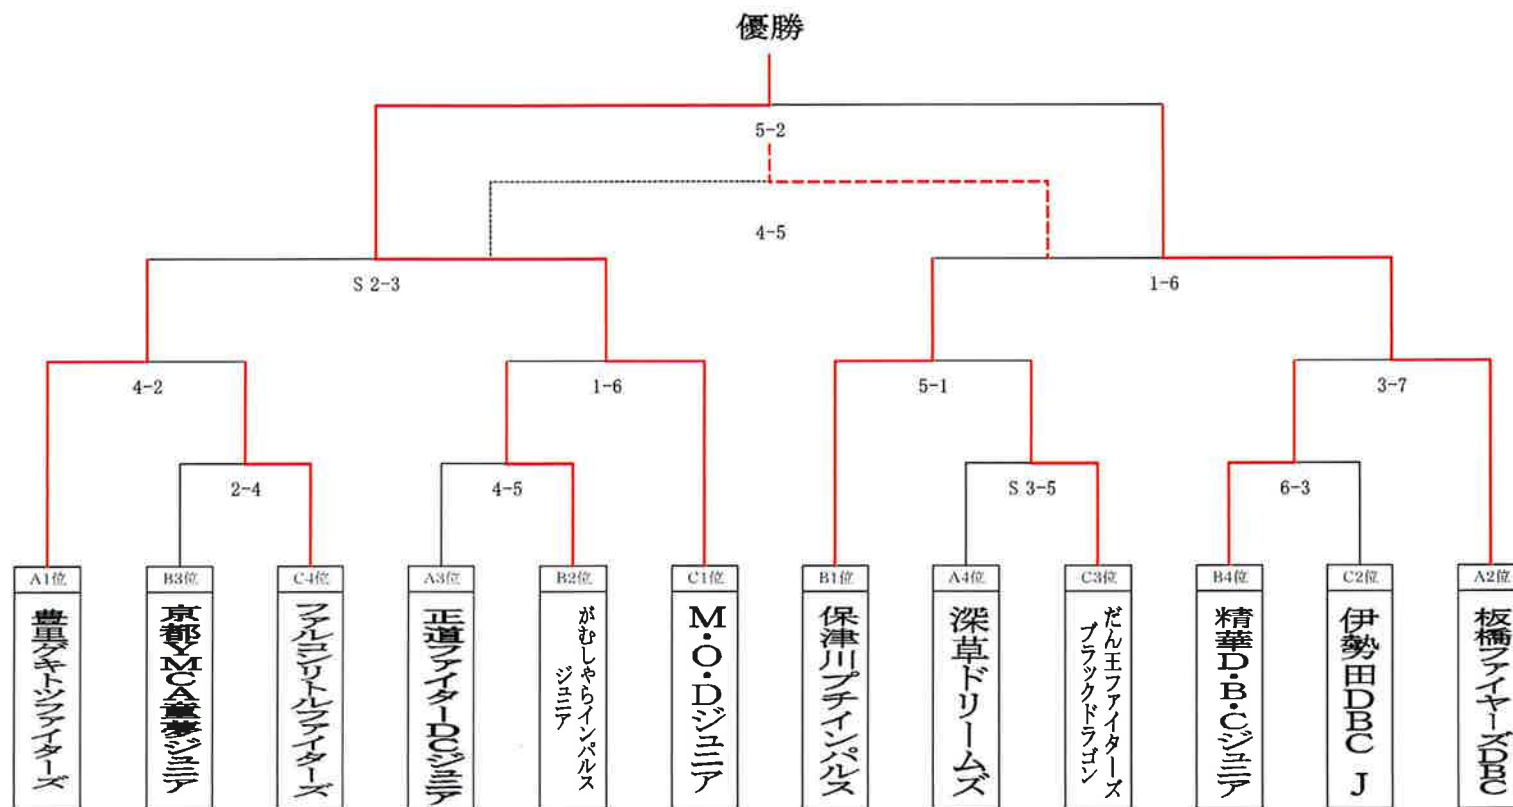 優勝
5-2
4-5
S 2-3
1-6
4-2
1-6
5-1
3-7
2-4
4-5
S 3-5
6-3
A1位
豊里ゲキトツファイターズ
B3位
京都YMCA童夢ジュニア
C4位
ファルコンリトルファイターズ
A3位
正道ファイターDCジュニア
B2位
がむしゃらインパルス
ジュニア
C1位
M・O・Dジュニア
B1位
保津川プチインパルス
A4位
深草ドリームズ
C3位
だん王ファイターズ
ブラックドラゴン
B4位
精華D・B・Cジュニア
C2位
伊勢田DBC J
A2位
板橋ファイヤーズDBC